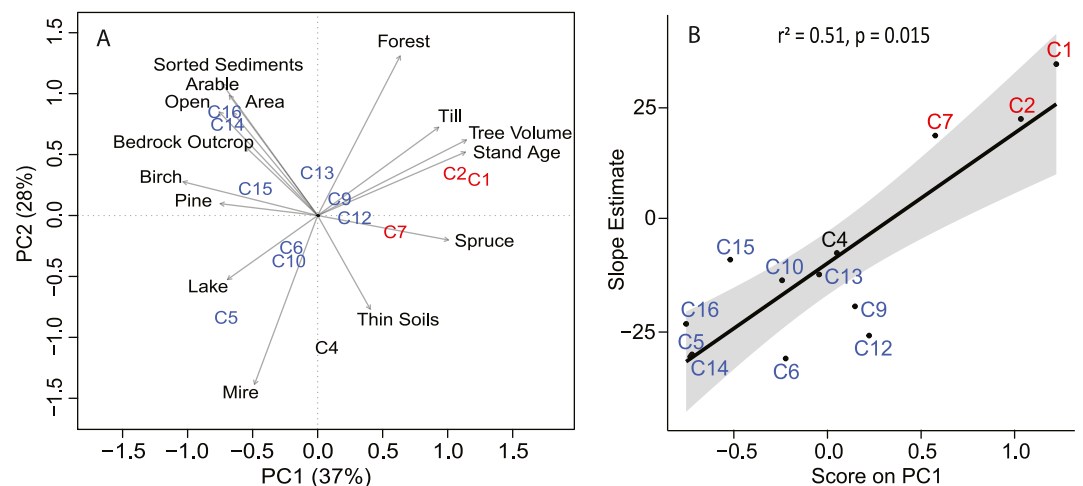 A
Forest
Sorted Sediments
Arable
Open Area
C16
C14
Till
Tree Volume
Stand Age
Bedrock Outcrop
C13
C2 C1
Birch
C15
C9
Pine
C12
C7
Spruce
C6
C10
Lake
C5
Thin Soils
C4
Mire
PC2 (28%)
1.5
1.0
0.5
0.0
−0.5
−1.0
−1.5
−1.5 −1.0 −0.5 0.0 0.5 1.0 1.5
PC1 (37%)
B
r² = 0.51, p = 0.015
C1
C2
C7
C4
C15
C10
C13
C16
C9
C5
C12
C14
C6
Slope Estimate
25
0
−25
−0.5 0.0 0.5 1.0
Score on PC1